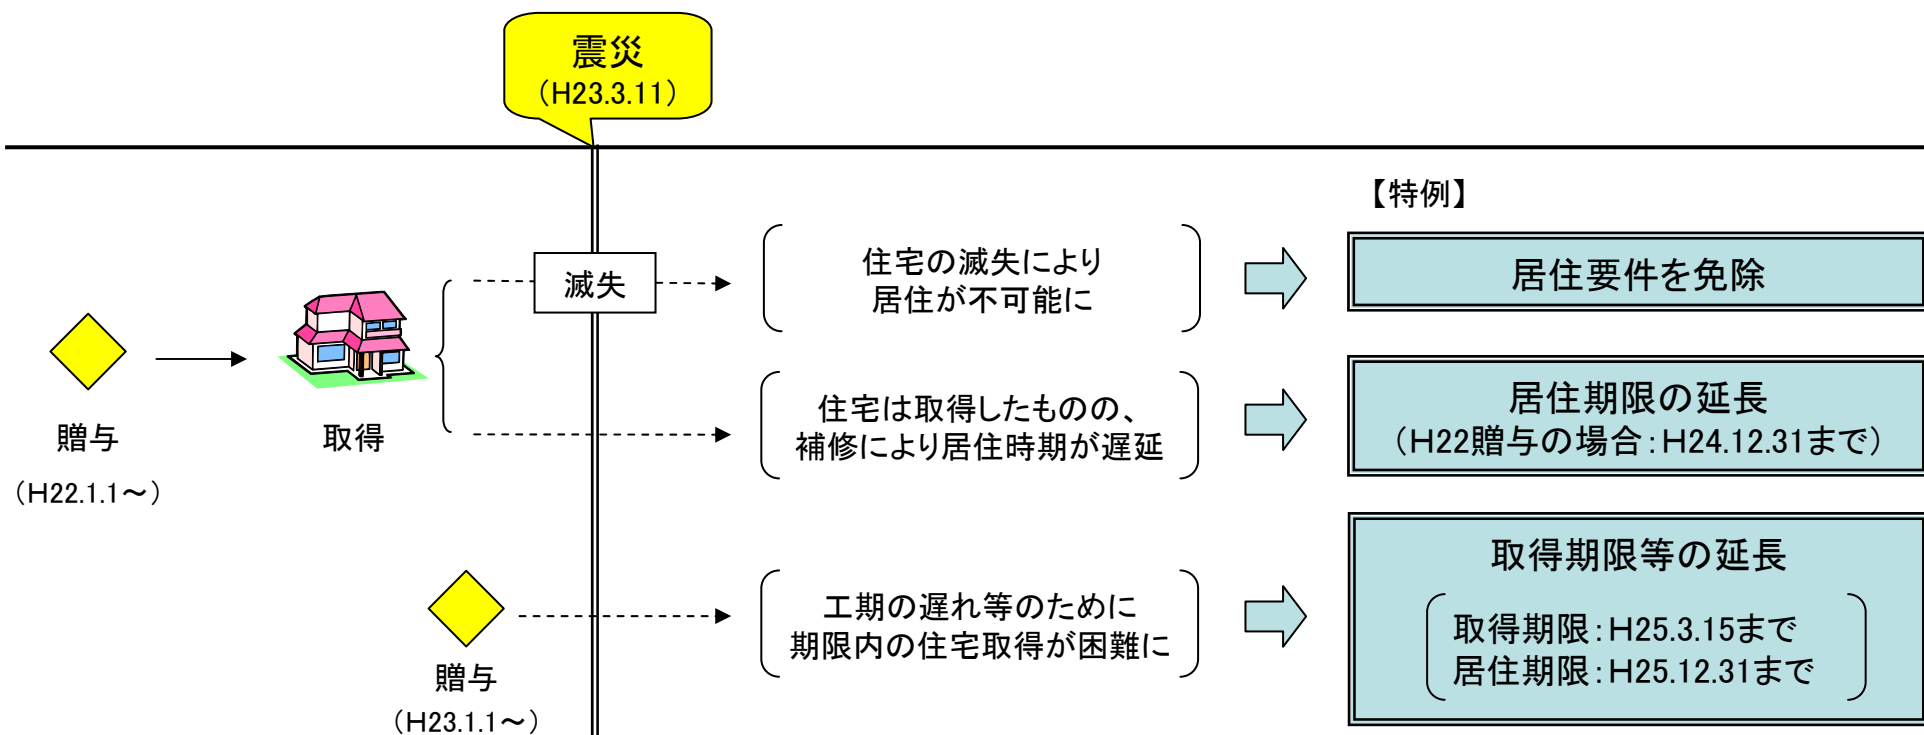 震災
（H23.3.11）
【特例】
滅失
住宅の滅失により
居住が不可能に
居住要件を免除
贈与
（H22.1.1～）
取得
住宅は取得したものの、
補修により居住時期が遅延
居住期限の延長
（H22贈与の場合：H24.12.31まで）
贈与
（H23.1.1～）
工期の遅れ等のために
期限内の住宅取得が困難に
取得期限等の延長
取得期限：H25.3.15まで
居住期限：H25.12.31まで